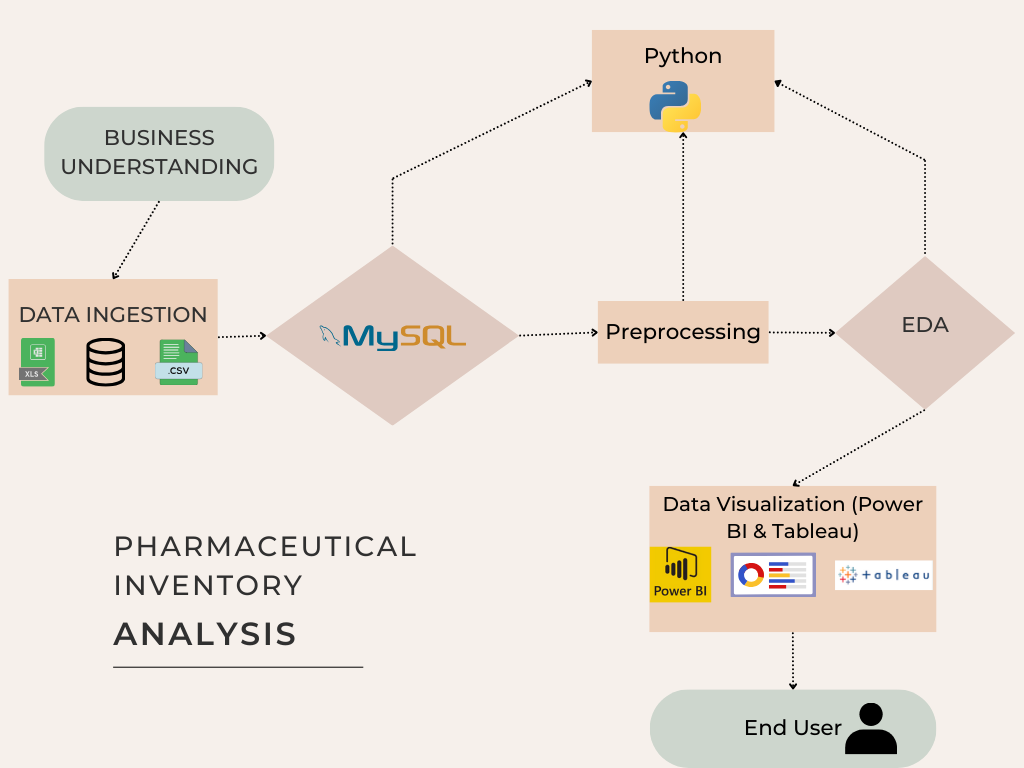 Python
BUSINESS
UNDERSTANDING
DATA INGESTION
XLS
.CSV
MySQL
Preprocessing
EDA
Data Visualization (Power
BI & Tableau)
Power BI
+ a b l e a u
PHARMACEUTICAL
INVENTORY
ANALYSIS
End User